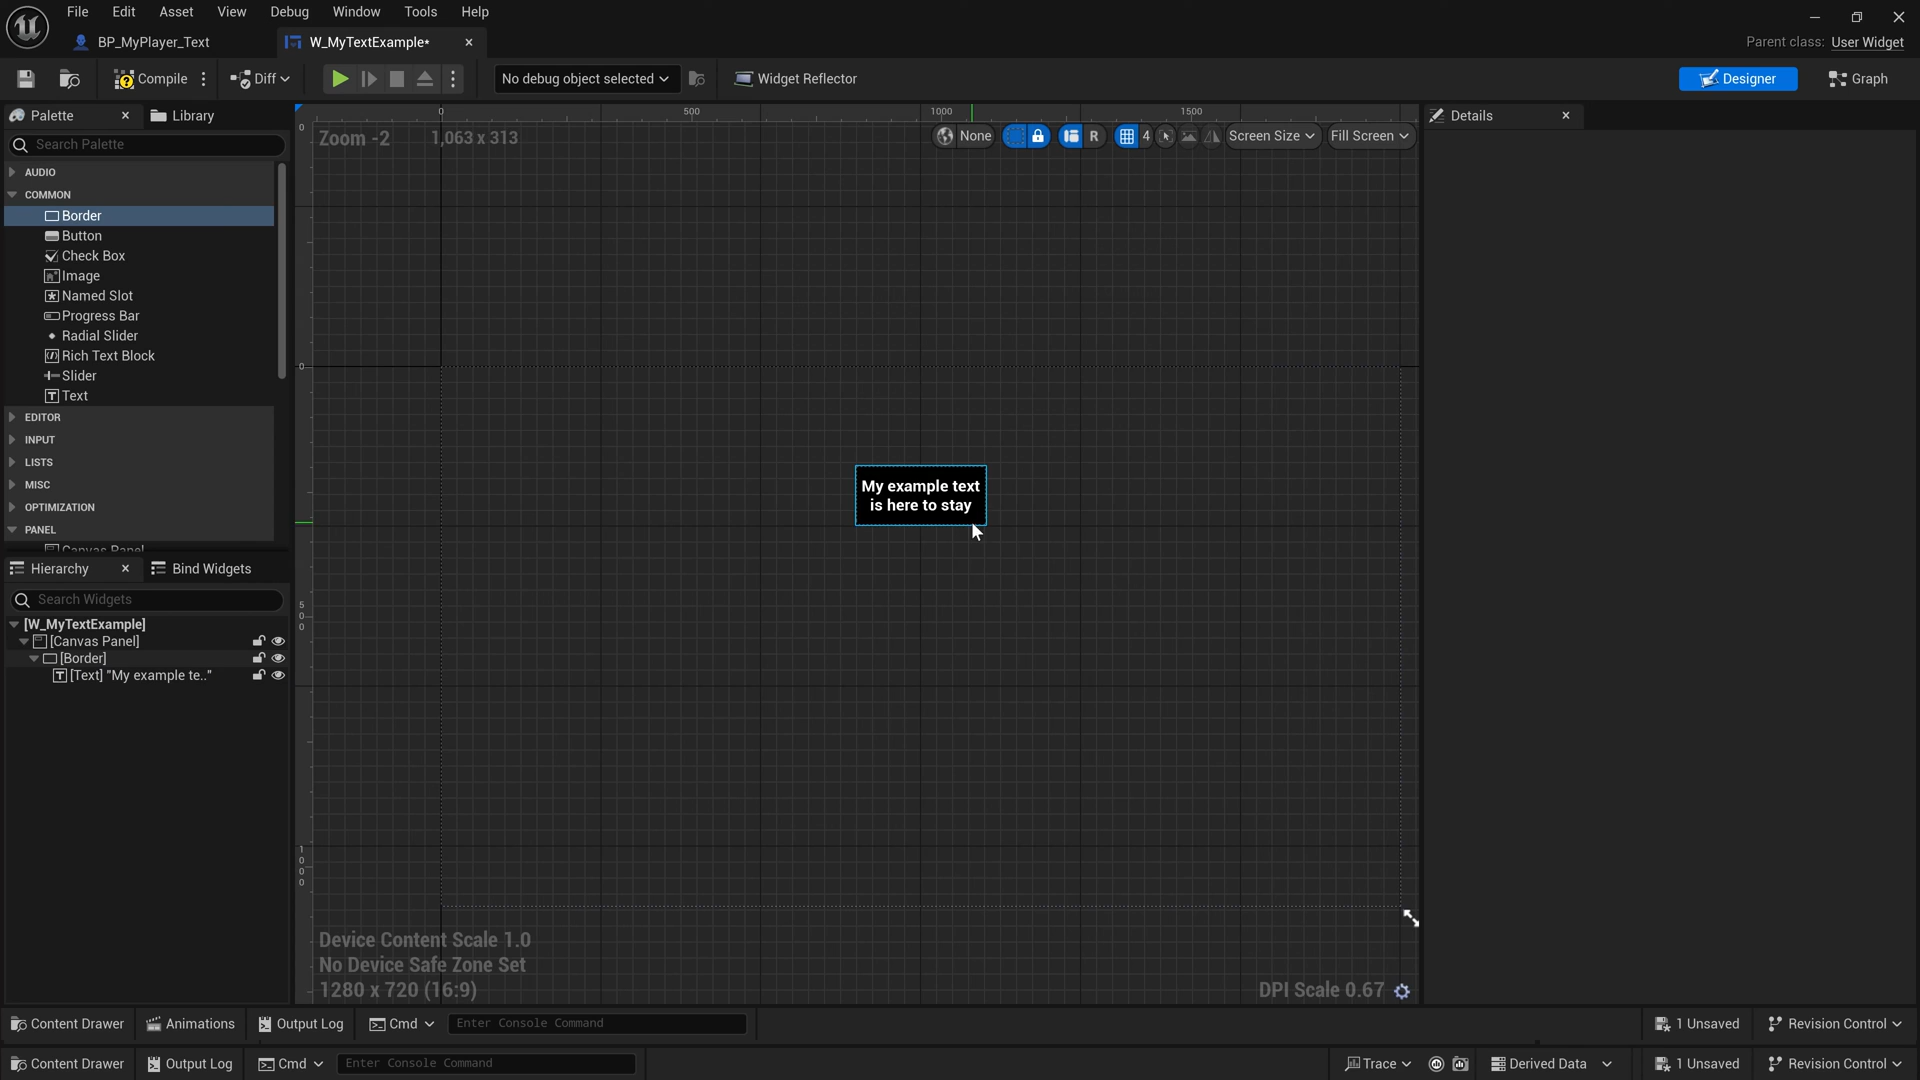 File Edit Asset View Debug Window Tools Help
BP_MyPlayer_Text
W_MyTextExample*
Parent class: User Widget
Compile
Diff
No debug object selected
Widget Reflector
Designer
Graph
Palette
Library
Search Palette
AUDIO
COMMON
Border
Button
Check Box
Image
Named Slot
Progress Bar
Radial Slider
Rich Text Block
Slider
Text
EDITOR
INPUT
LISTS
MISC
OPTIMIZATION
PANEL
Canvas Panel
Hierarchy
Bind Widgets
Search Widgets
[W_MyTextExample]
[Canvas Panel]
[Border]
[Text] "My example te.."
0 500 1000 1500
Zoom -2 1,063 x 313
None
R
4
Screen Size
Fill Screen
0
0
500
1000
My example text
is here to stay
Device Content Scale 1.0
No Device Safe Zone Set
1280 x 720 (16:9)
DPI Scale 0.67
Details
Content Drawer Animations Output Log Cmd Enter Console Command
1 Unsaved Revision Control
Content Drawer Output Log Cmd Enter Console Command
Trace Derived Data 1 Unsaved Revision Control